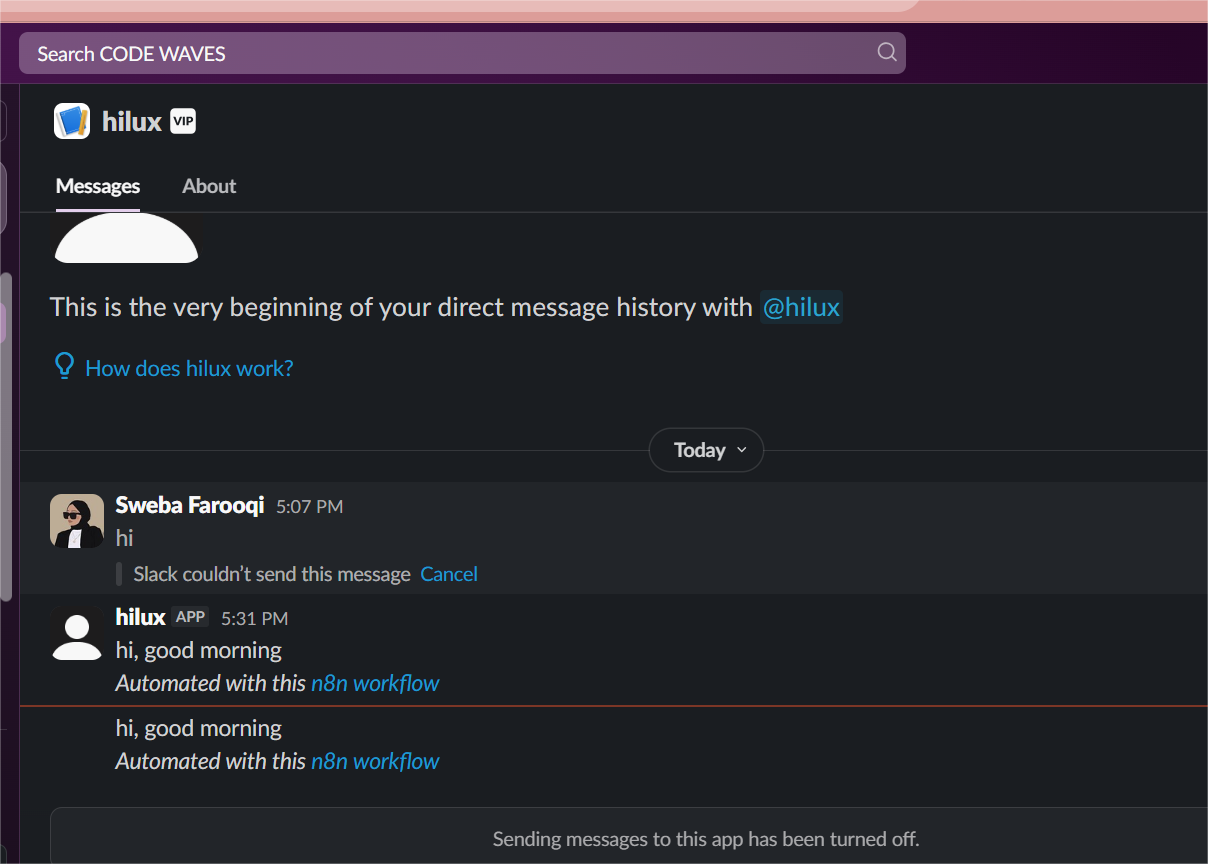 Search CODE WAVES
hilux VIP
Messages About
This is the very beginning of your direct message history with @hilux
How does hilux work?
Today
Sweba Farooqi 5:07 PM
hi
Slack couldn’t send this message Cancel
hilux APP 5:31 PM
hi, good morning
Automated with this n8n workflow
hi, good morning
Automated with this n8n workflow
Sending messages to this app has been turned off.